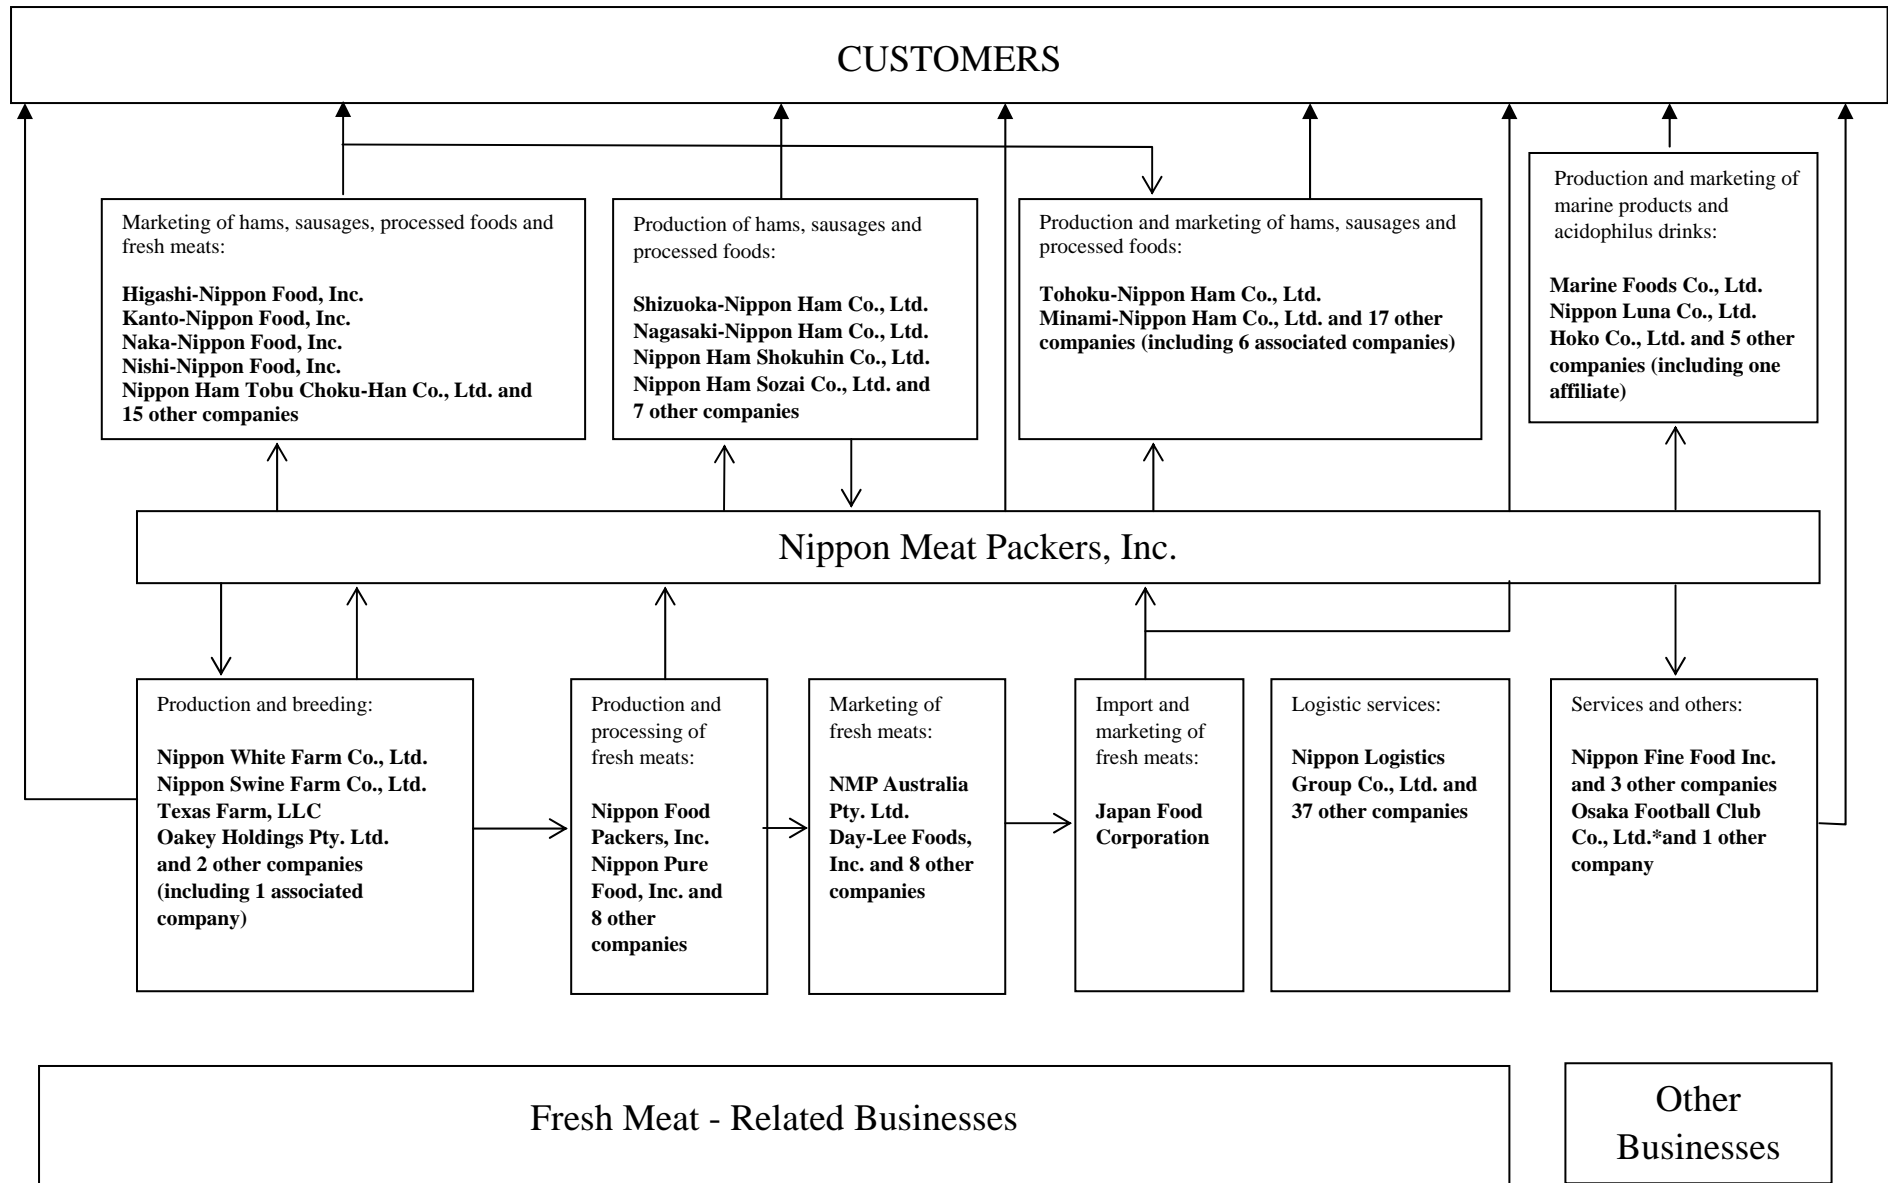 CUSTOMERS
Marketing of hams, sausages, processed foods and
fresh meats:
Higashi-Nippon Food, Inc.
Kanto-Nippon Food, Inc.
Naka-Nippon Food, Inc.
Nishi-Nippon Food, Inc.
Nippon Ham Tobu Choku-Han Co., Ltd. and
15 other companies
Production of hams, sausages and
processed foods:
Shizuoka-Nippon Ham Co., Ltd.
Nagasaki-Nippon Ham Co., Ltd.
Nippon Ham Shokuhin Co., Ltd.
Nippon Ham Sozai Co., Ltd. and
7 other companies
Production and marketing of hams, sausages and
processed foods:
Tohoku-Nippon Ham Co., Ltd.
Minami-Nippon Ham Co., Ltd. and 17 other
companies (including 6 associated companies)
Production and marketing of
marine products and
acidophilus drinks:
Marine Foods Co., Ltd.
Nippon Luna Co., Ltd.
Hoko Co., Ltd. and 5 other
companies (including one
affiliate)
Nippon Meat Packers, Inc.
Production and breeding:
Nippon White Farm Co., Ltd.
Nippon Swine Farm Co., Ltd.
Texas Farm, LLC
Oakey Holdings Pty. Ltd.
and 2 other companies
(including 1 associated
company)
Production and
processing of
fresh meats:
Nippon Food
Packers, Inc.
Nippon Pure
Food, Inc. and
8 other
companies
Marketing of
fresh meats:
NMP Australia
Pty. Ltd.
Day-Lee Foods,
Inc. and 8 other
companies
Import and
marketing of
fresh meats:
Japan Food
Corporation
Logistic services:
Nippon Logistics
Group Co., Ltd. and
37 other companies
Services and others:
Nippon Fine Food Inc.
and 3 other companies
Osaka Football Club
Co., Ltd.*and 1 other
company
Fresh Meat - Related Businesses
Other
Businesses